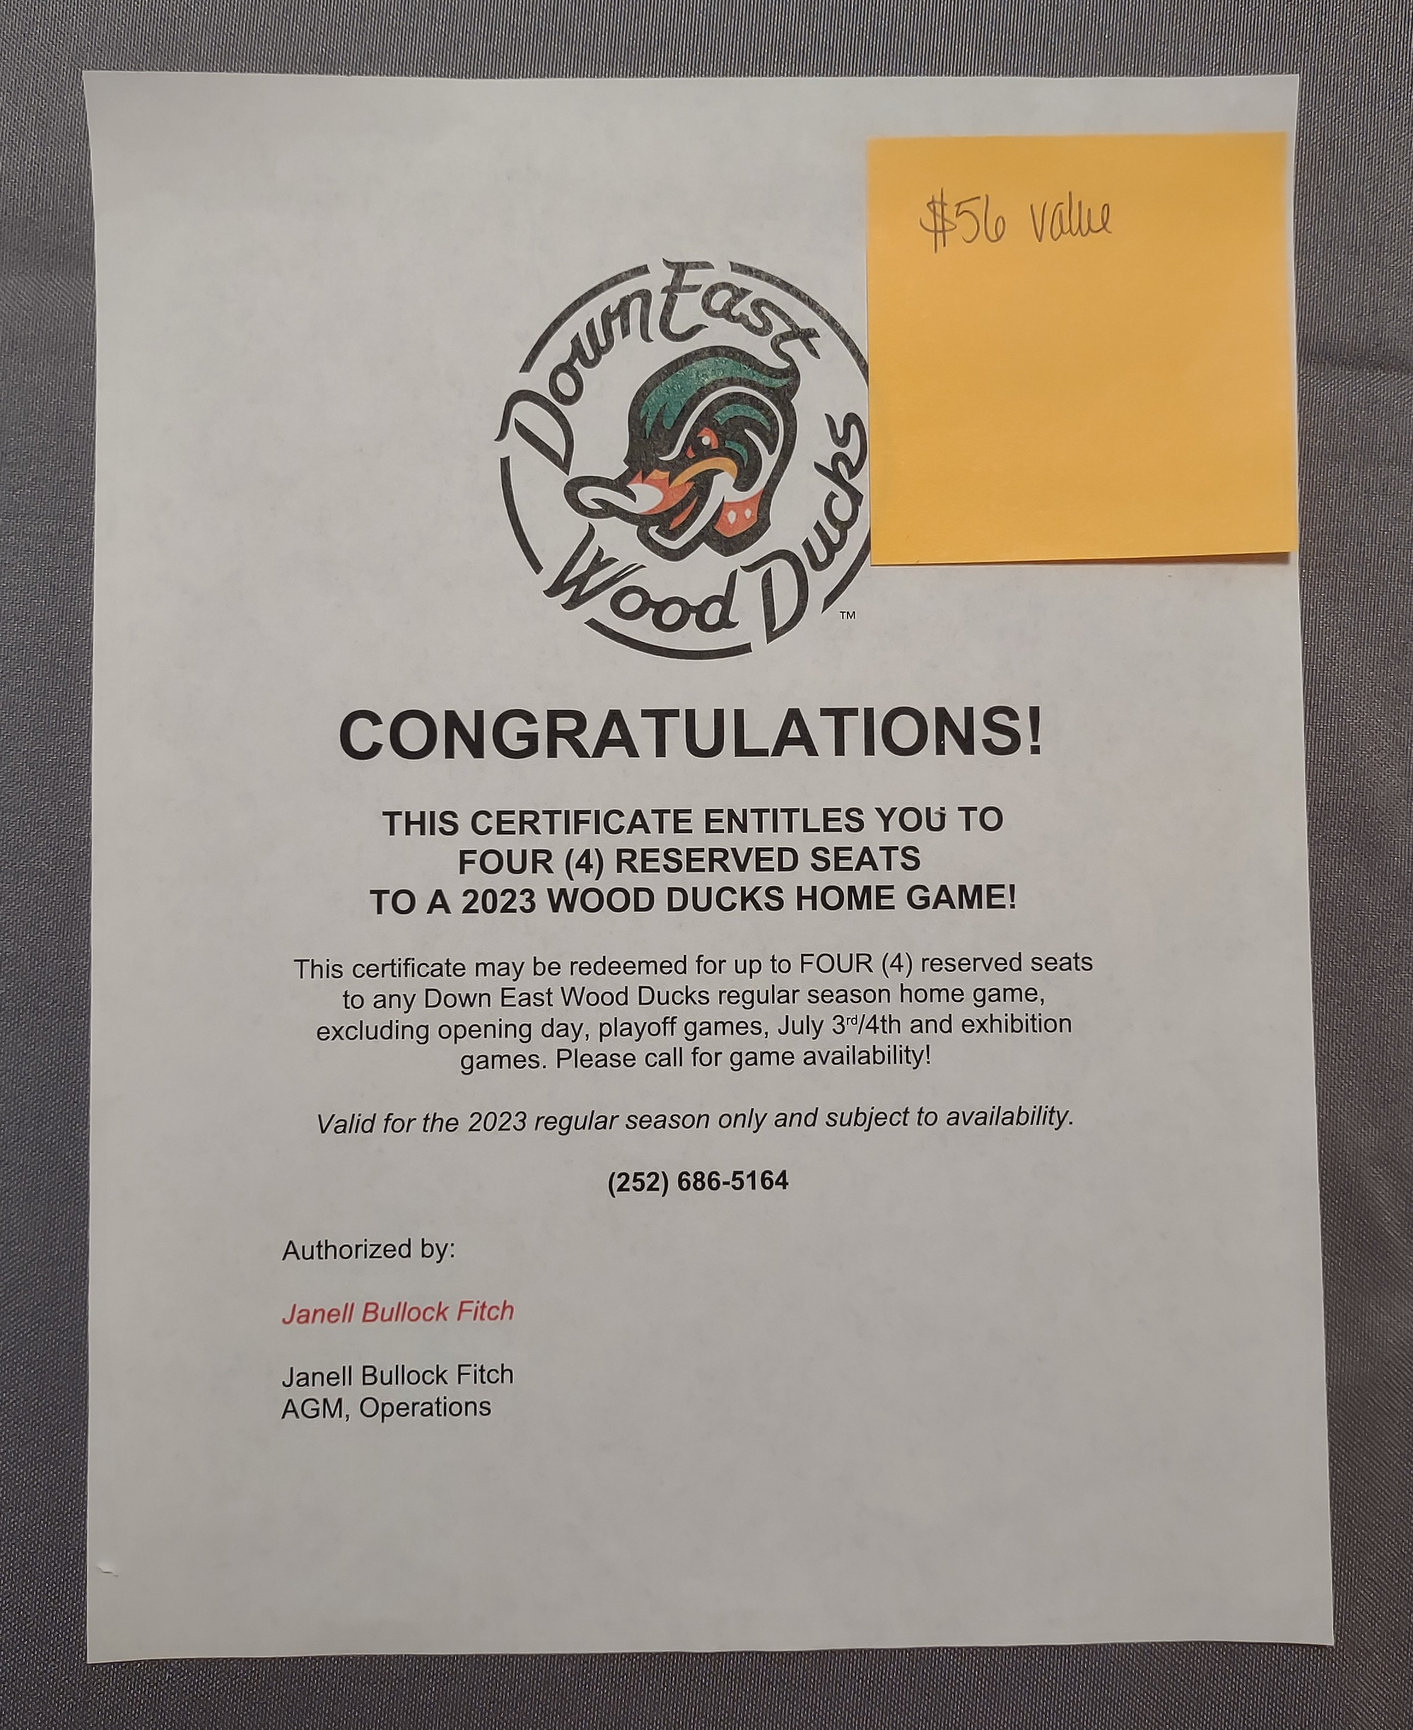 $56 value
Down East
Wood Ducks
TM
CONGRATULATIONS!
THIS CERTIFICATE ENTITLES YOU TO
FOUR (4) RESERVED SEATS
TO A 2023 WOOD DUCKS HOME GAME!
This certificate may be redeemed for up to FOUR (4) reserved seats
to any Down East Wood Ducks regular season home game,
excluding opening day, playoff games, July 3rd/4th and exhibition
games. Please call for game availability!
Valid for the 2023 regular season only and subject to availability.
(252) 686-5164
Authorized by:
Janell Bullock Fitch
Janell Bullock Fitch
AGM, Operations